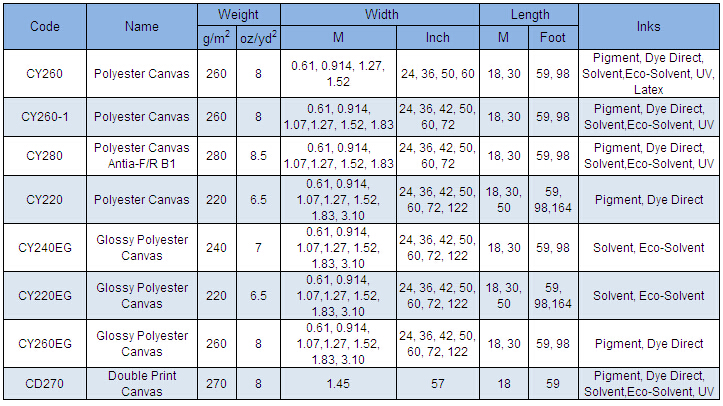 Code Name Weight Width Length Inks
g/m² oz/yd² M Inch M Foot
CY260 Polyester Canvas 260 8 0.61, 0.914, 1.27, 1.52 24, 36, 50, 60 18, 30 59, 98 Pigment, Dye Direct, Solvent,Eco-Solvent, UV, Latex
CY260-1 Polyester Canvas 260 8 0.61, 0.914, 1.07,1.27, 1.52, 1.83 24, 36, 42, 50, 60, 72 18, 30 59, 98 Pigment, Dye Direct, Solvent,Eco-Solvent, UV
CY280 Polyester Canvas Antia-F/R B1 280 8.5 0.61, 0.914, 1.07,1.27, 1.52, 1.83 24, 36, 42, 50, 60, 72 18, 30 59, 98 Pigment, Dye Direct, Solvent,Eco-Solvent, UV
CY220 Polyester Canvas 220 6.5 0.61, 0.914, 1.07,1.27, 1.52, 1.83, 3.10 24, 36, 42, 50, 60, 72, 122 18, 30, 50 59, 98,164 Pigment, Dye Direct
CY240EG Glossy Polyester Canvas 240 7 0.61, 0.914, 1.07,1.27, 1.52, 1.83, 3.10 24, 36, 42, 50, 60, 72, 122 18, 30 59, 98 Solvent, Eco-Solvent
CY220EG Glossy Polyester Canvas 220 6.5 0.61, 0.914, 1.07,1.27, 1.52, 1.83, 3.10 24, 36, 42, 50, 60, 72, 122 18, 30, 50 59, 98,164 Solvent, Eco-Solvent
CY260EG Glossy Polyester Canvas 260 8 0.61, 0.914, 1.07,1.27, 1.52, 1.83, 3.10 24, 36, 42, 50, 60, 72, 122 18, 30 59, 98 Pigment, Dye Direct
CD270 Double Print Canvas 270 8 1.45 57 18 59 Pigment, Dye Direct, Solvent,Eco-Solvent, UV